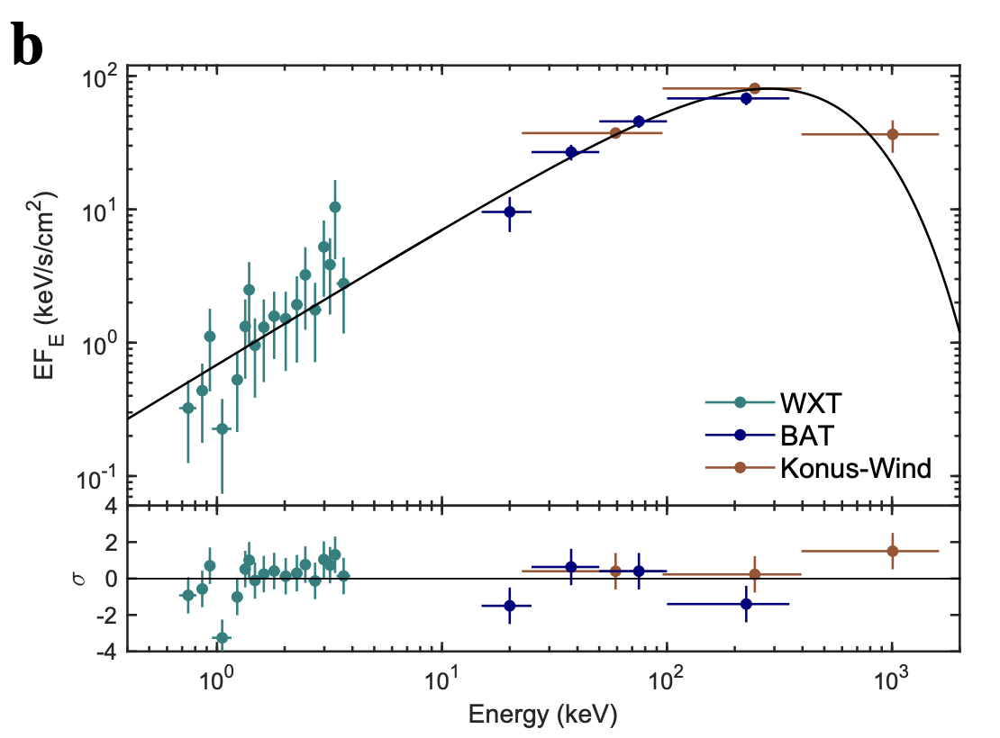 b
10^2
10^1
10^0
10^-1
EF_E (keV/s/cm^2)
WXT
BAT
Konus-Wind
4
2
0
-2
-4
σ
10^0
10^1
10^2
10^3
Energy (keV)